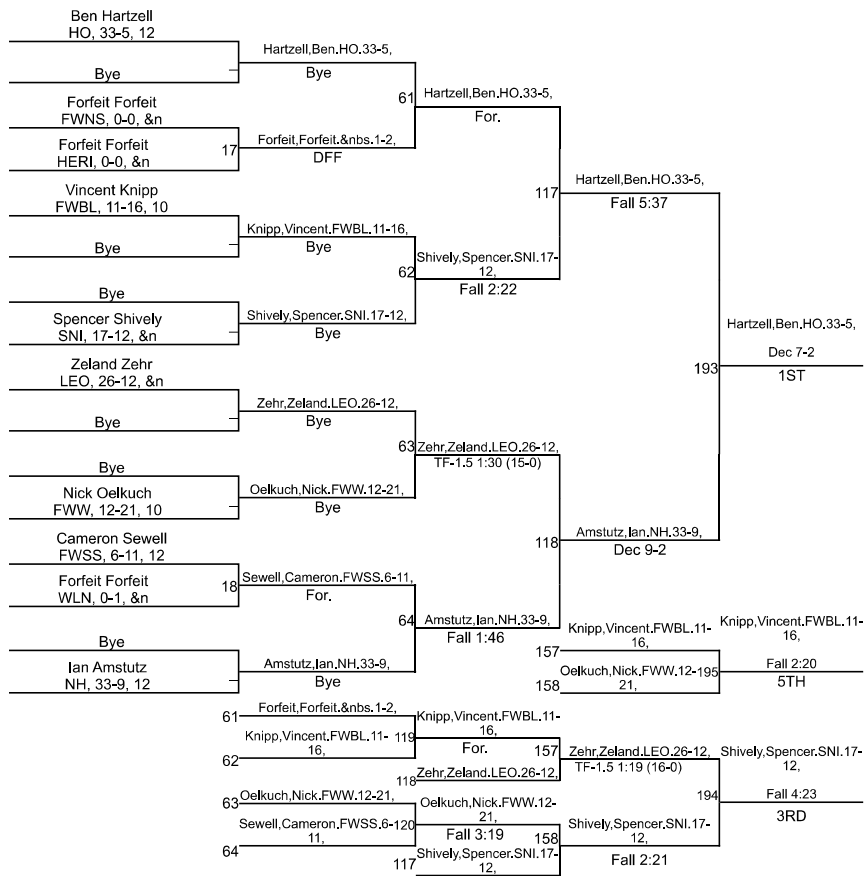 Ben Hartzell
HO, 33-5, 12
Hartzell,Ben.HO.33-5,
Bye
Bye
61
Hartzell,Ben.HO.33-5,
For.
Forfeit Forfeit
FWNS, 0-0, &n
17
Forfeit,Forfeit.&nbs.1-2,
DFF
Forfeit Forfeit
HERI, 0-0, &n
117
Hartzell,Ben.HO.33-5,
Fall 5:37
Vincent Knipp
FWBL, 11-16, 10
Knipp,Vincent.FWBL.11-16,
Bye
Bye
62
Shively,Spencer.SNI.17-
12,
Fall 2:22
Bye
Shively,Spencer.SNI.17-12,
Bye
Spencer Shively
SNI, 17-12, &n
Hartzell,Ben.HO.33-5,
193
Dec 7-2
1ST
Zeland Zehr
LEO, 26-12, &n
Zehr,Zeland.LEO.26-12,
Bye
Bye
63
Zehr,Zeland.LEO.26-12,
TF-1.5 1:30 (15-0)
Bye
Oelkuch,Nick.FWW.12-21,
Bye
Nick Oelkuch
FWW, 12-21, 10
118
Amstutz,Ian.NH.33-9,
Dec 9-2
Cameron Sewell
FWSS, 6-11, 12
18
Sewell,Cameron.FWSS.6-11,
For.
Forfeit Forfeit
WLN, 0-1, &n
64
Amstutz,Ian.NH.33-9,
Fall 1:46
Bye
Amstutz,Ian.NH.33-9,
Bye
Ian Amstutz
NH, 33-9, 12
Knipp,Vincent.FWBL.11-
16,
157
Knipp,Vincent.FWBL.11-
16,
Oelkuch,Nick.FWW.12-
21,
158
195
Fall 2:20
5TH
61
Forfeit,Forfeit.&nbs.1-2,
Knipp,Vincent.FWBL.11-
16,
62
119
Knipp,Vincent.FWBL.11-
16,
For.
157
118
Zehr,Zeland.LEO.26-12,
Zehr,Zeland.LEO.26-12,
TF-1.5 1:19 (16-0)
Shively,Spencer.SNI.17-
12,
194
Fall 4:23
3RD
63
Oelkuch,Nick.FWW.12-21,
Sewell,Cameron.FWSS.6-
11,
64
120
Oelkuch,Nick.FWW.12-
21,
Fall 3:19
158
117
Shively,Spencer.SNI.17-
12,
Shively,Spencer.SNI.17-
12,
Fall 2:21